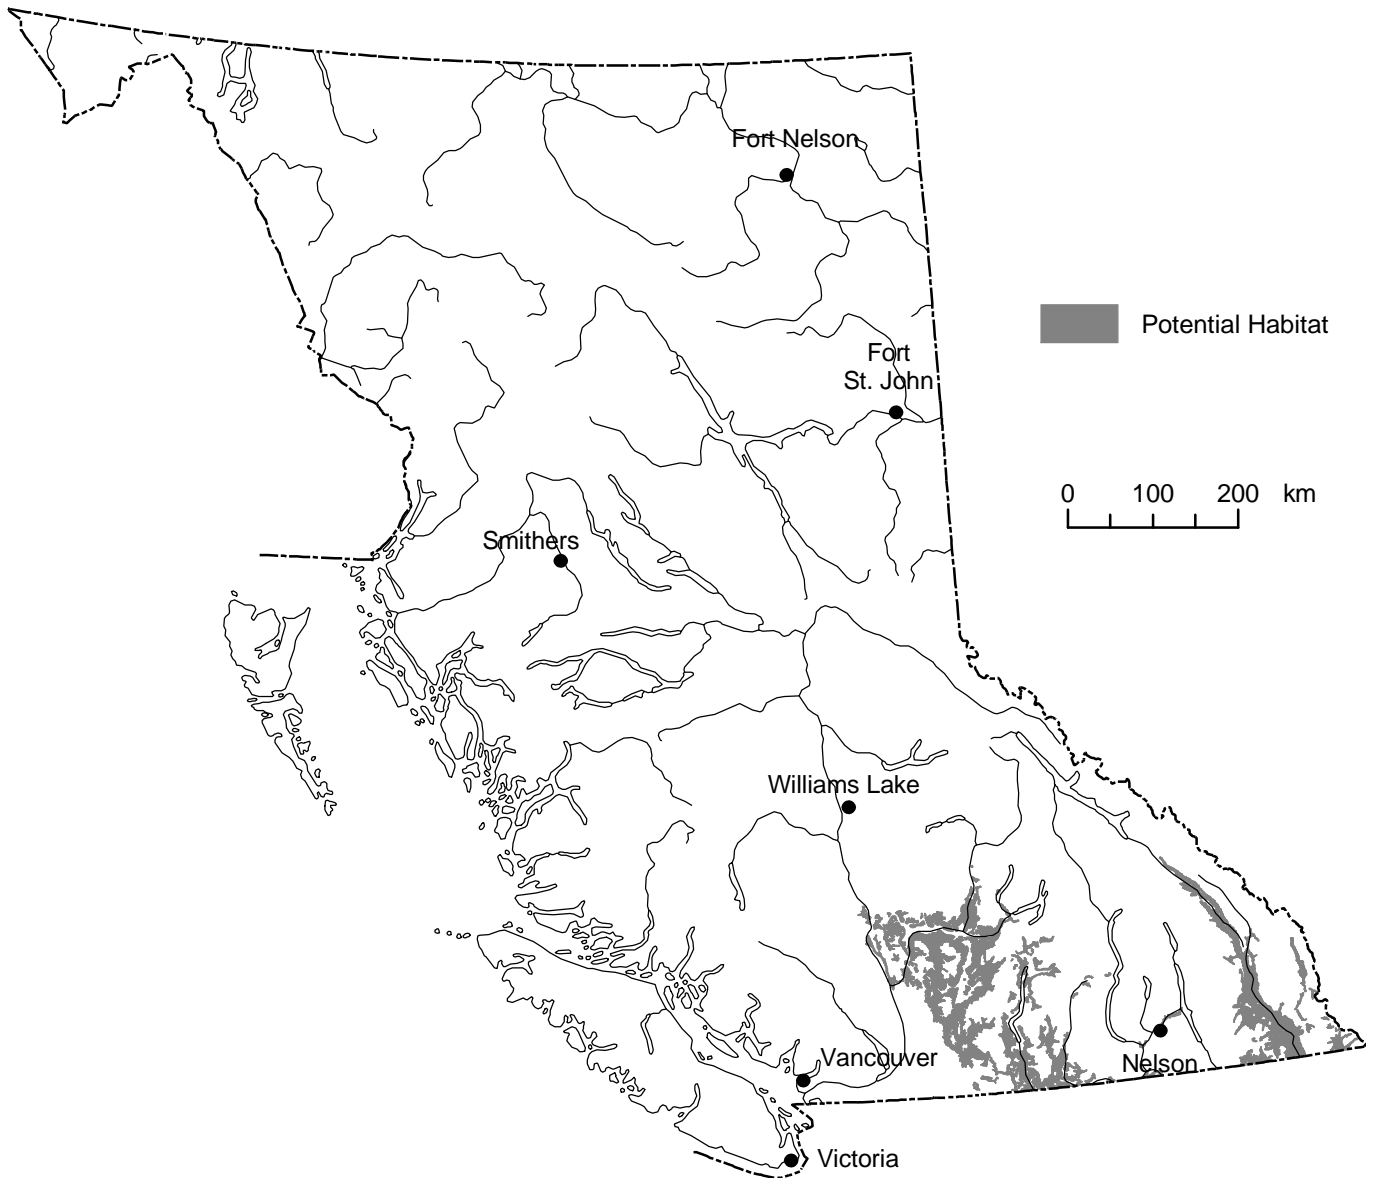 Fort Nelson
Potential Habitat
Fort
St. John
0 100 200 km
Smithers
Williams Lake
Vancouver
Nelson
Victoria